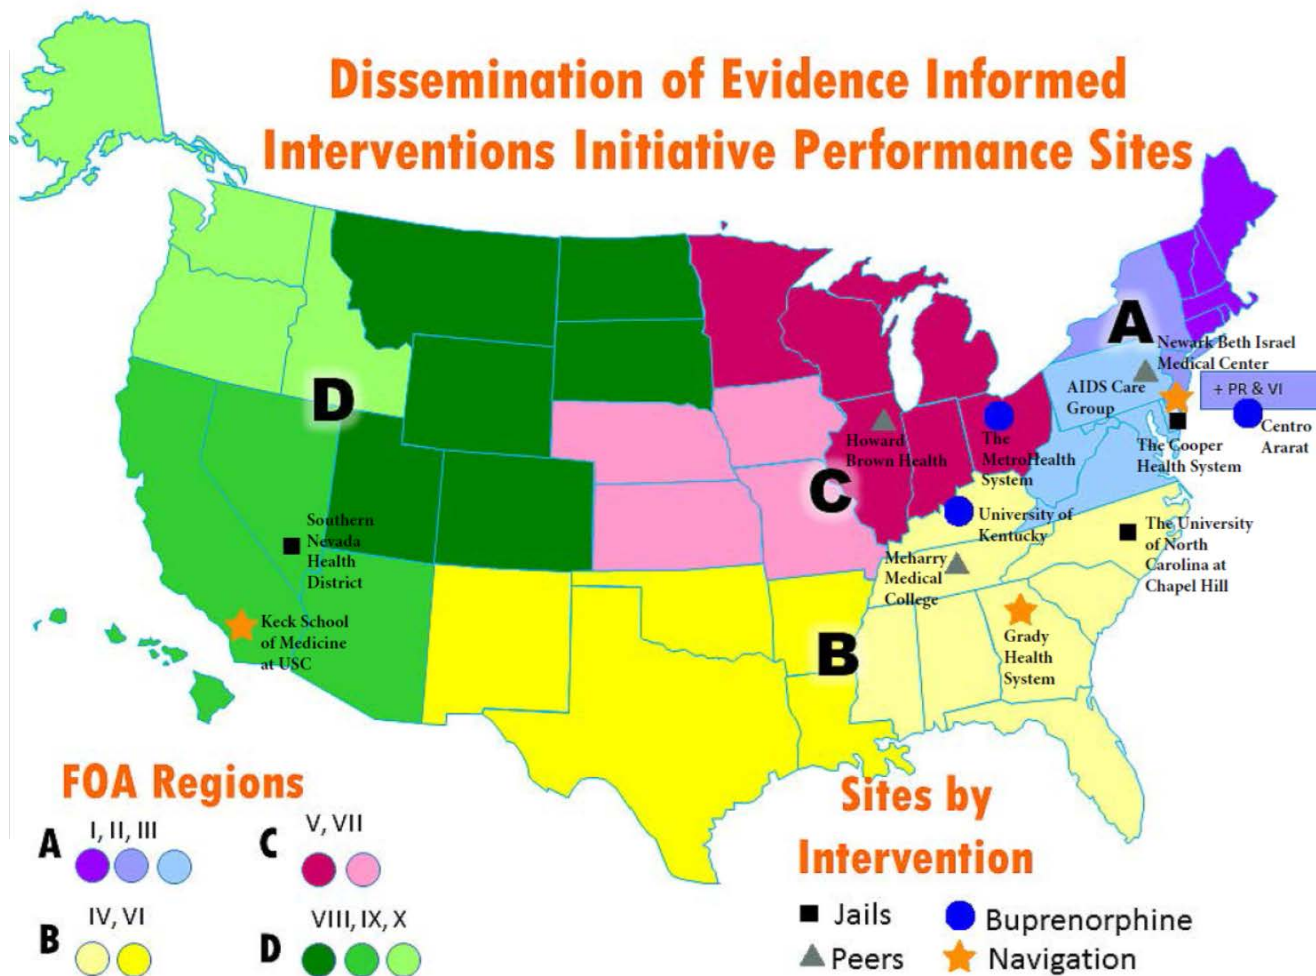 Dissemination of Evidence Informed
Interventions Initiative Performance Sites
A
Newark Beth Israel
Medical Center
AIDS Care
Group
+ PR & VI
Centro
Ararat
The Cooper
Health System
D
Howard
Brown Health
The
MetroHealth
System
C
University of
Kentucky
The University
of North
Carolina at
Chapel Hill
Southern
Nevada
Health
District
Meharry
Medical
College
Keck School
of Medicine
at USC
B
Grady
Health
System
FOA Regions
A
I, II, III
C
V, VII
B
IV, VI
D
VIII, IX, X
Sites by
Intervention
Jails
Buprenorphine
Peers
Navigation